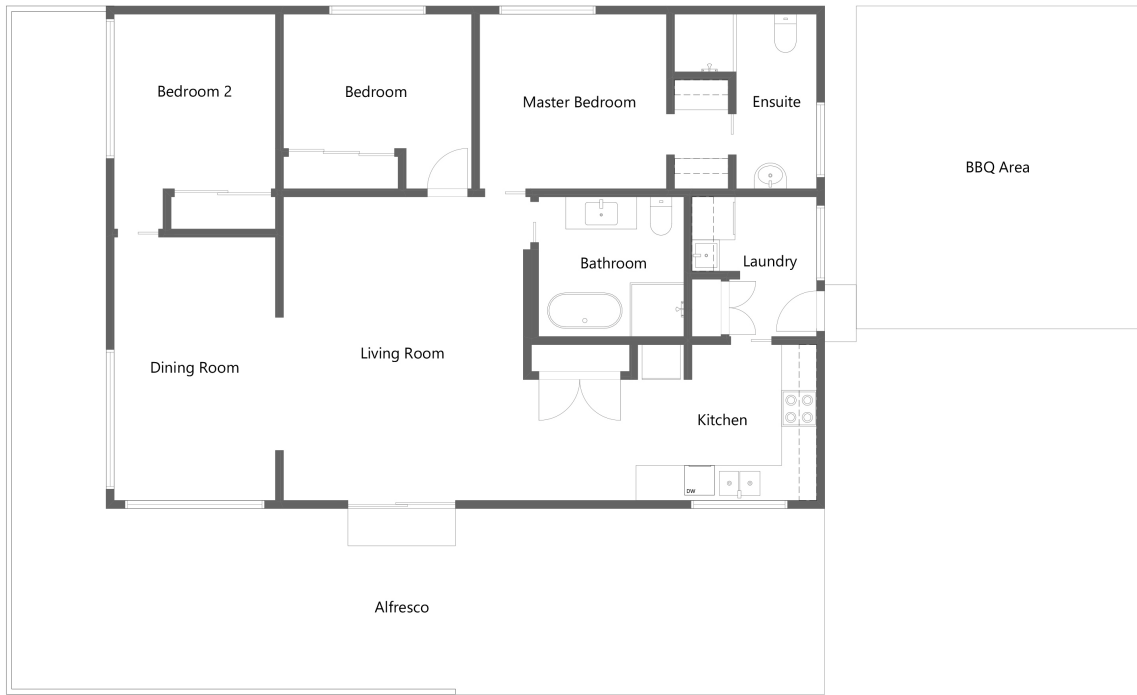 Bedroom 2
Bedroom
Master Bedroom
Ensuite
BBQ Area
Bathroom
Laundry
Living Room
Dining Room
Kitchen
DW
Alfresco